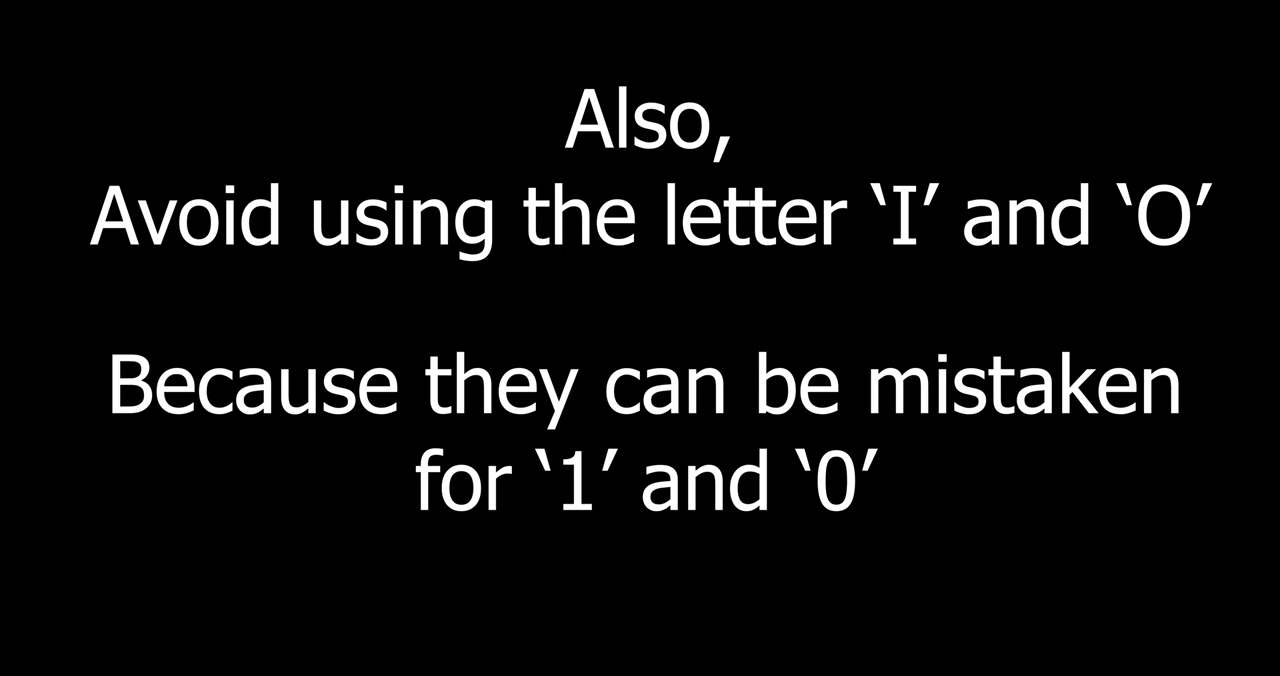 Also,
Avoid using the letter ‘I’ and ‘O’
Because they can be mistaken
for ‘1’ and ‘0’